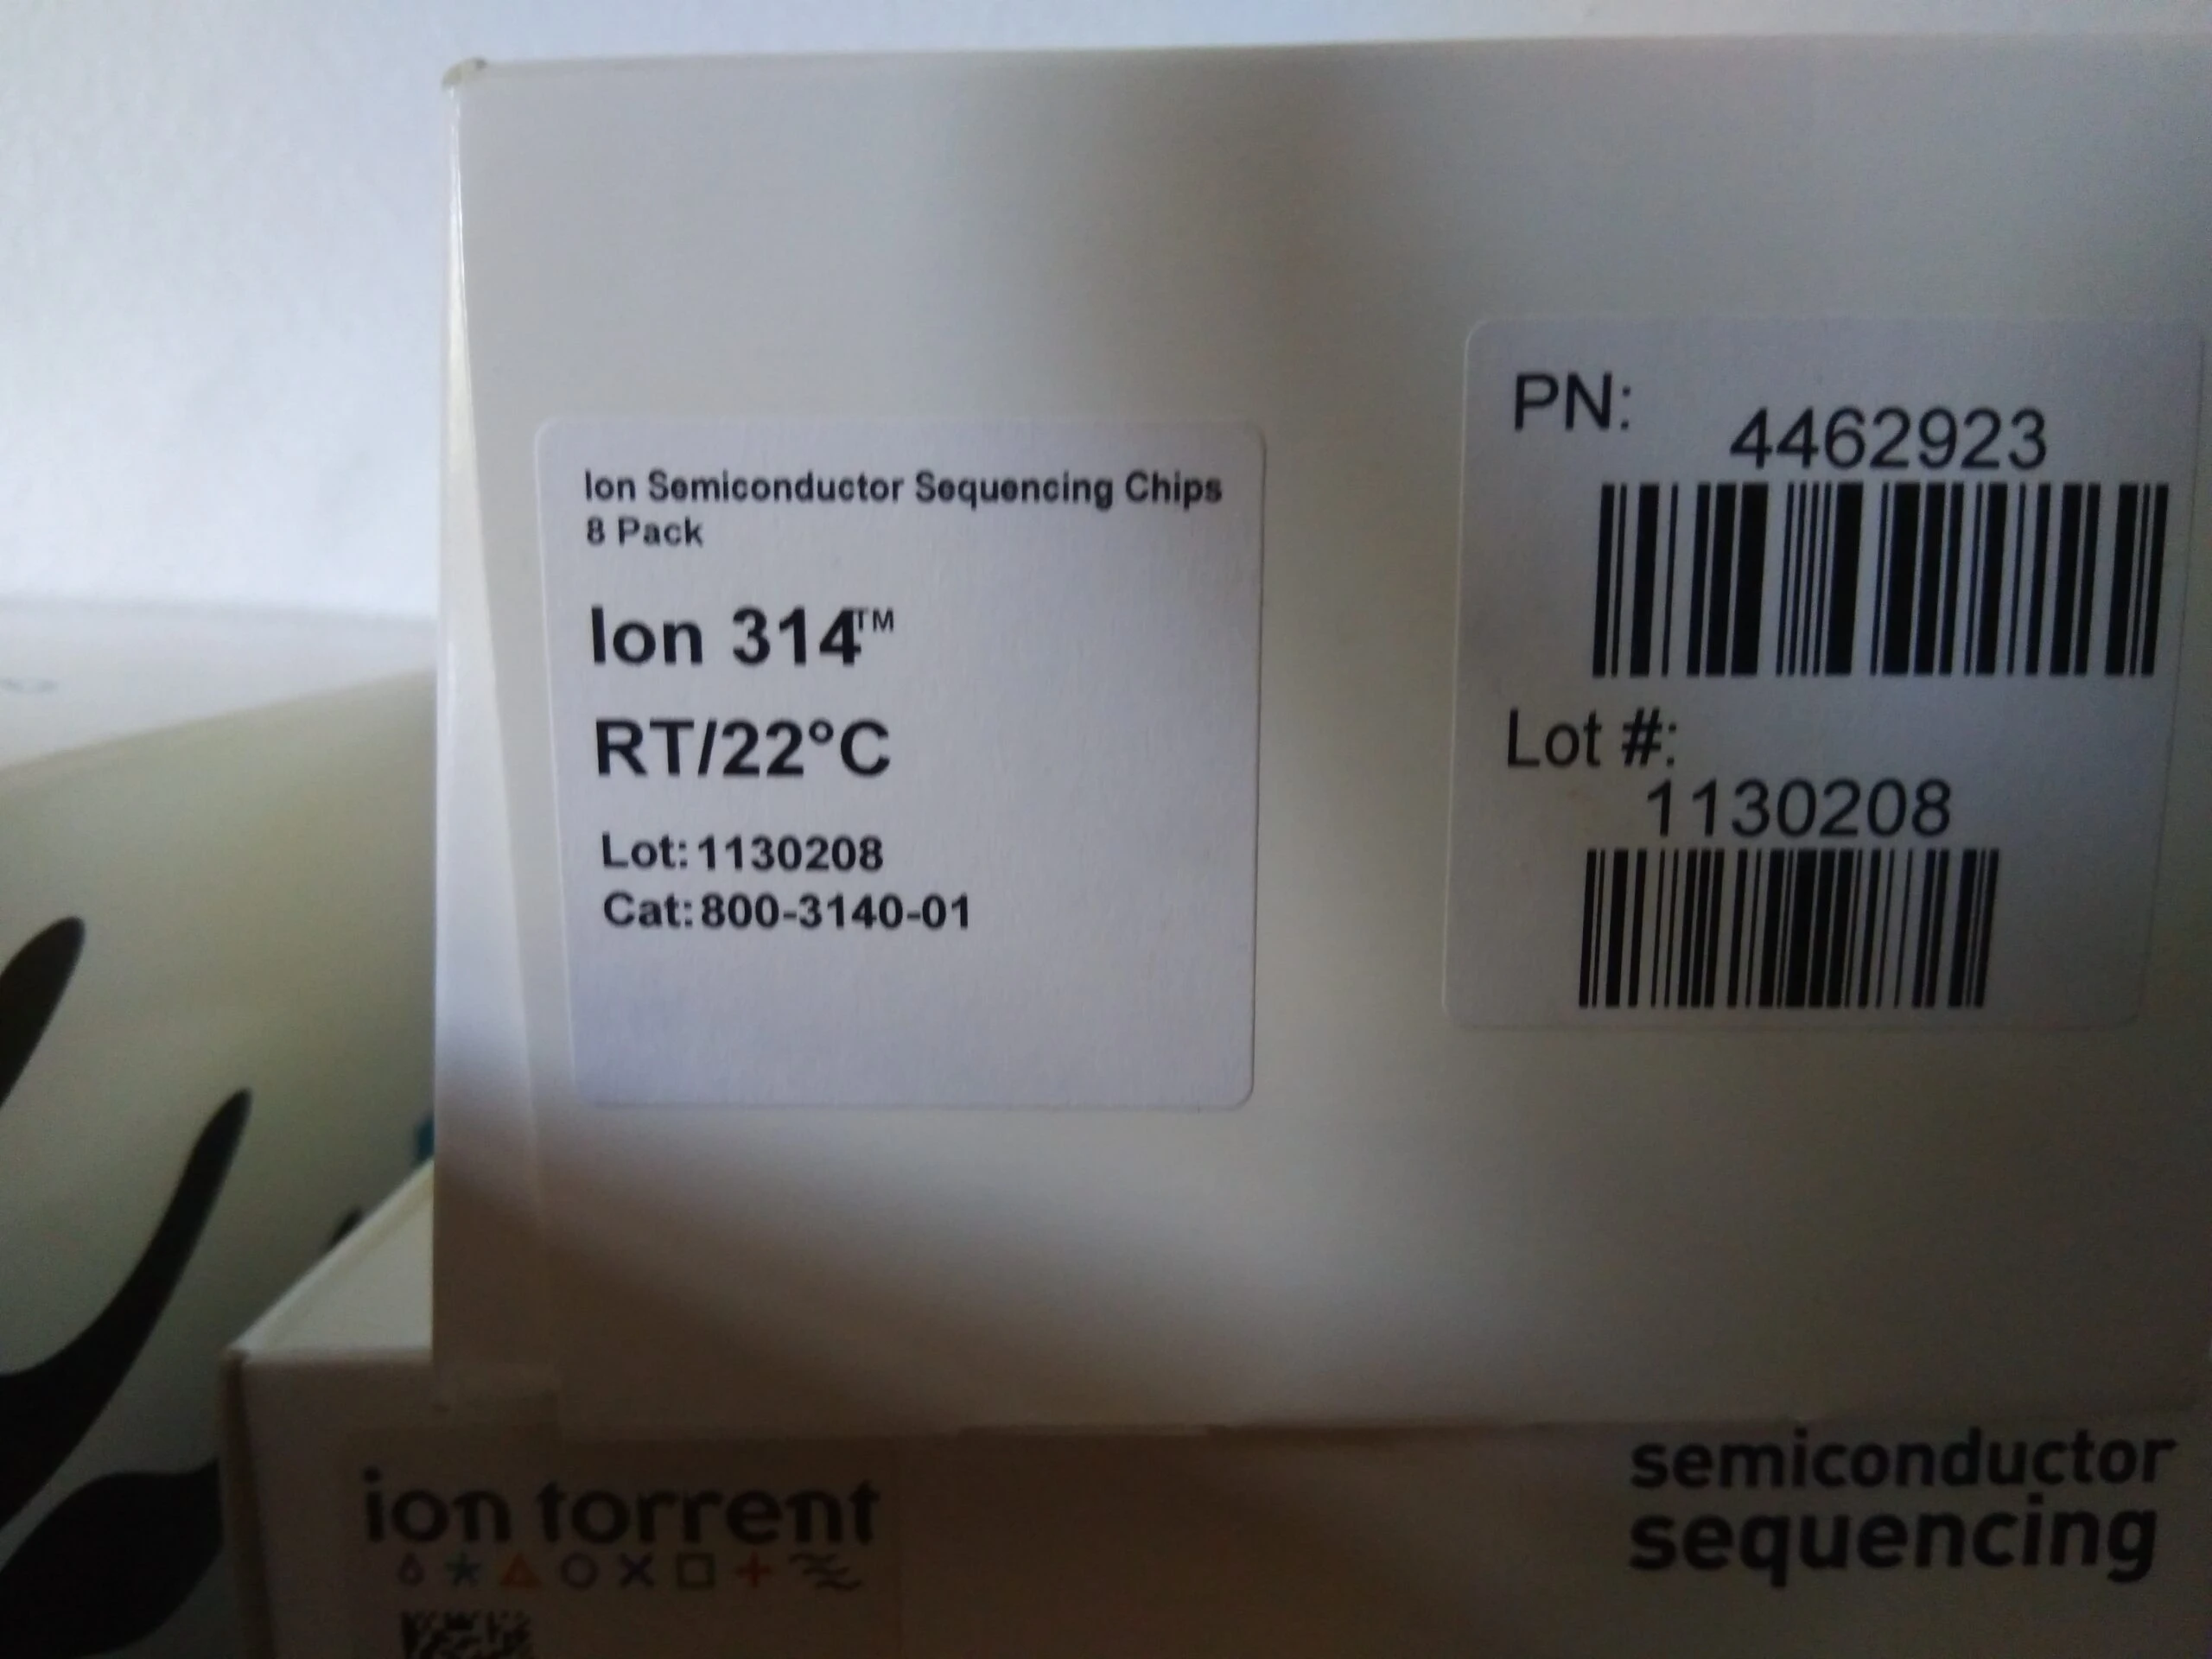 Ion Semiconductor Sequencing Chips
8 Pack
Ion 314™
RT/22°C
Lot: 1130208
Cat: 800-3140-01
PN:
4462923
Lot #:
1130208
ion torrent
semiconductor
sequencing